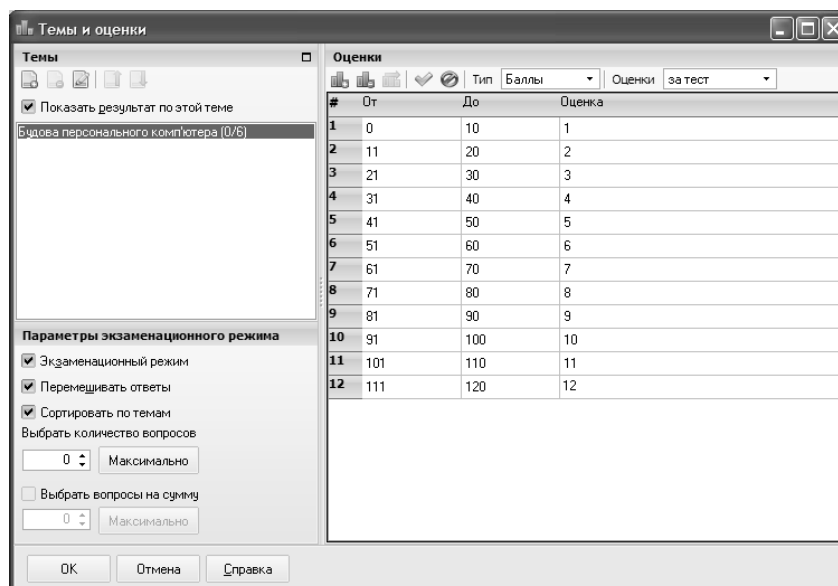 Темы и оценки
Темы
Показать результат по этой теме
Будова персонального комп'ютера (0/6)
Параметры экзаменационного режима
Экзаменационный режим
Перемешивать ответы
Сортировать по темам
Выбрать количество вопросов
0 Максимально
Выбрать вопросы на сумму
0 Максимально
Оценки
Тип Баллы Оценки за тест
# От До Оценка
1 0 10 1
2 11 20 2
3 21 30 3
4 31 40 4
5 41 50 5
6 51 60 6
7 61 70 7
8 71 80 8
9 81 90 9
10 91 100 10
11 101 110 11
12 111 120 12
OK Отмена Справка